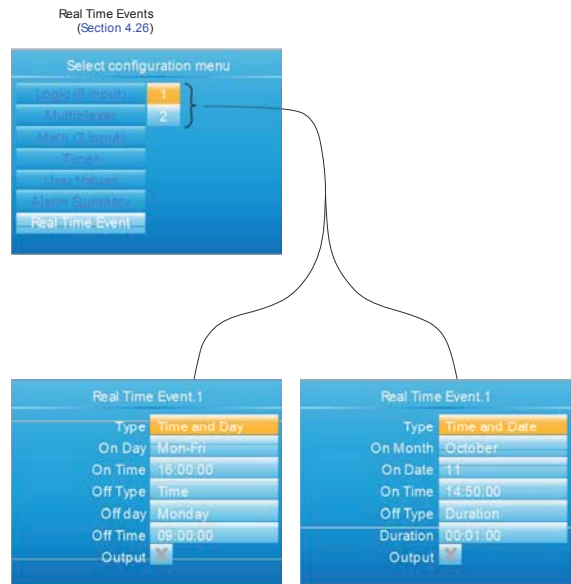 Real Time Events
(Section 4.26)
Select configuration menu
Logic (8 Input)
1
Multiplexer
2
Math (2 Input)
Timer
User Values
Alarm Summary
Real Time Event
Real Time Event.1
Type Time and Day
On Day Mon-Fri
On Time 16:00:00
Off Type Time
Off day Monday
Off Time 09:00:00
Output
Real Time Event.1
Type Time and Date
On Month October
On Date 11
On Time 14:50:00
Off Type Duration
Duration 00:01:00
Output